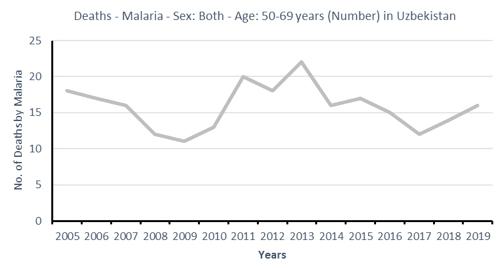 Deaths - Malaria - Sex: Both - Age: 50-69 years (Number) in Uzbekistan
25
20
15
10
5
0
No. of Deaths by Malaria
2005 2006 2007 2008 2009 2010 2011 2012 2013 2014 2015 2016 2017 2018 2019
Years